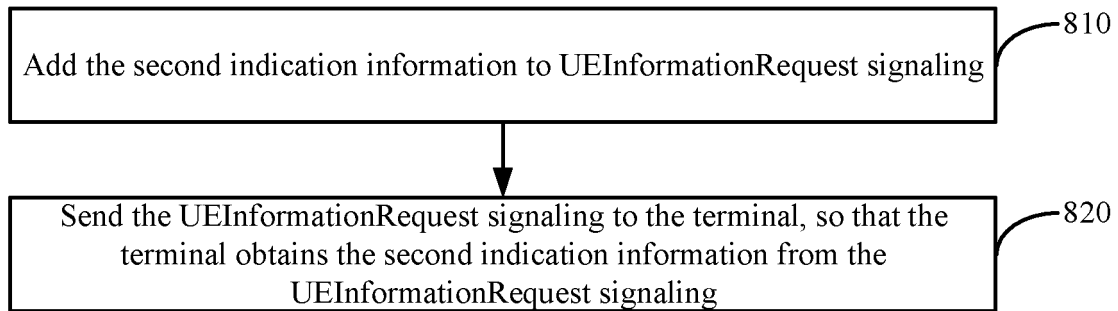 810
Add the second indication information to UEInformationRequest signaling
820
Send the UEInformationRequest signaling to the terminal, so that the
terminal obtains the second indication information from the
UEInformationRequest signaling